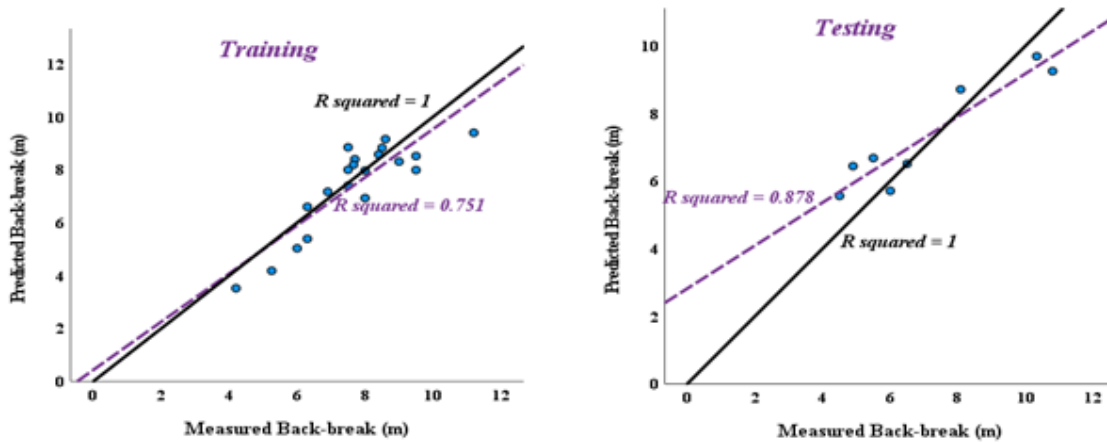 Training
12
10
8
6
4
2
0
Predicted Back-break (m)
R squared = 1
R squared = 0.751
0 2 4 6 8 10 12
Measured Back-break (m)
Testing
10
8
6
4
2
0
Predicted Back-break (m)
R squared = 0.878
R squared = 1
0 2 4 6 8 10 12
Measured Back-break (m)